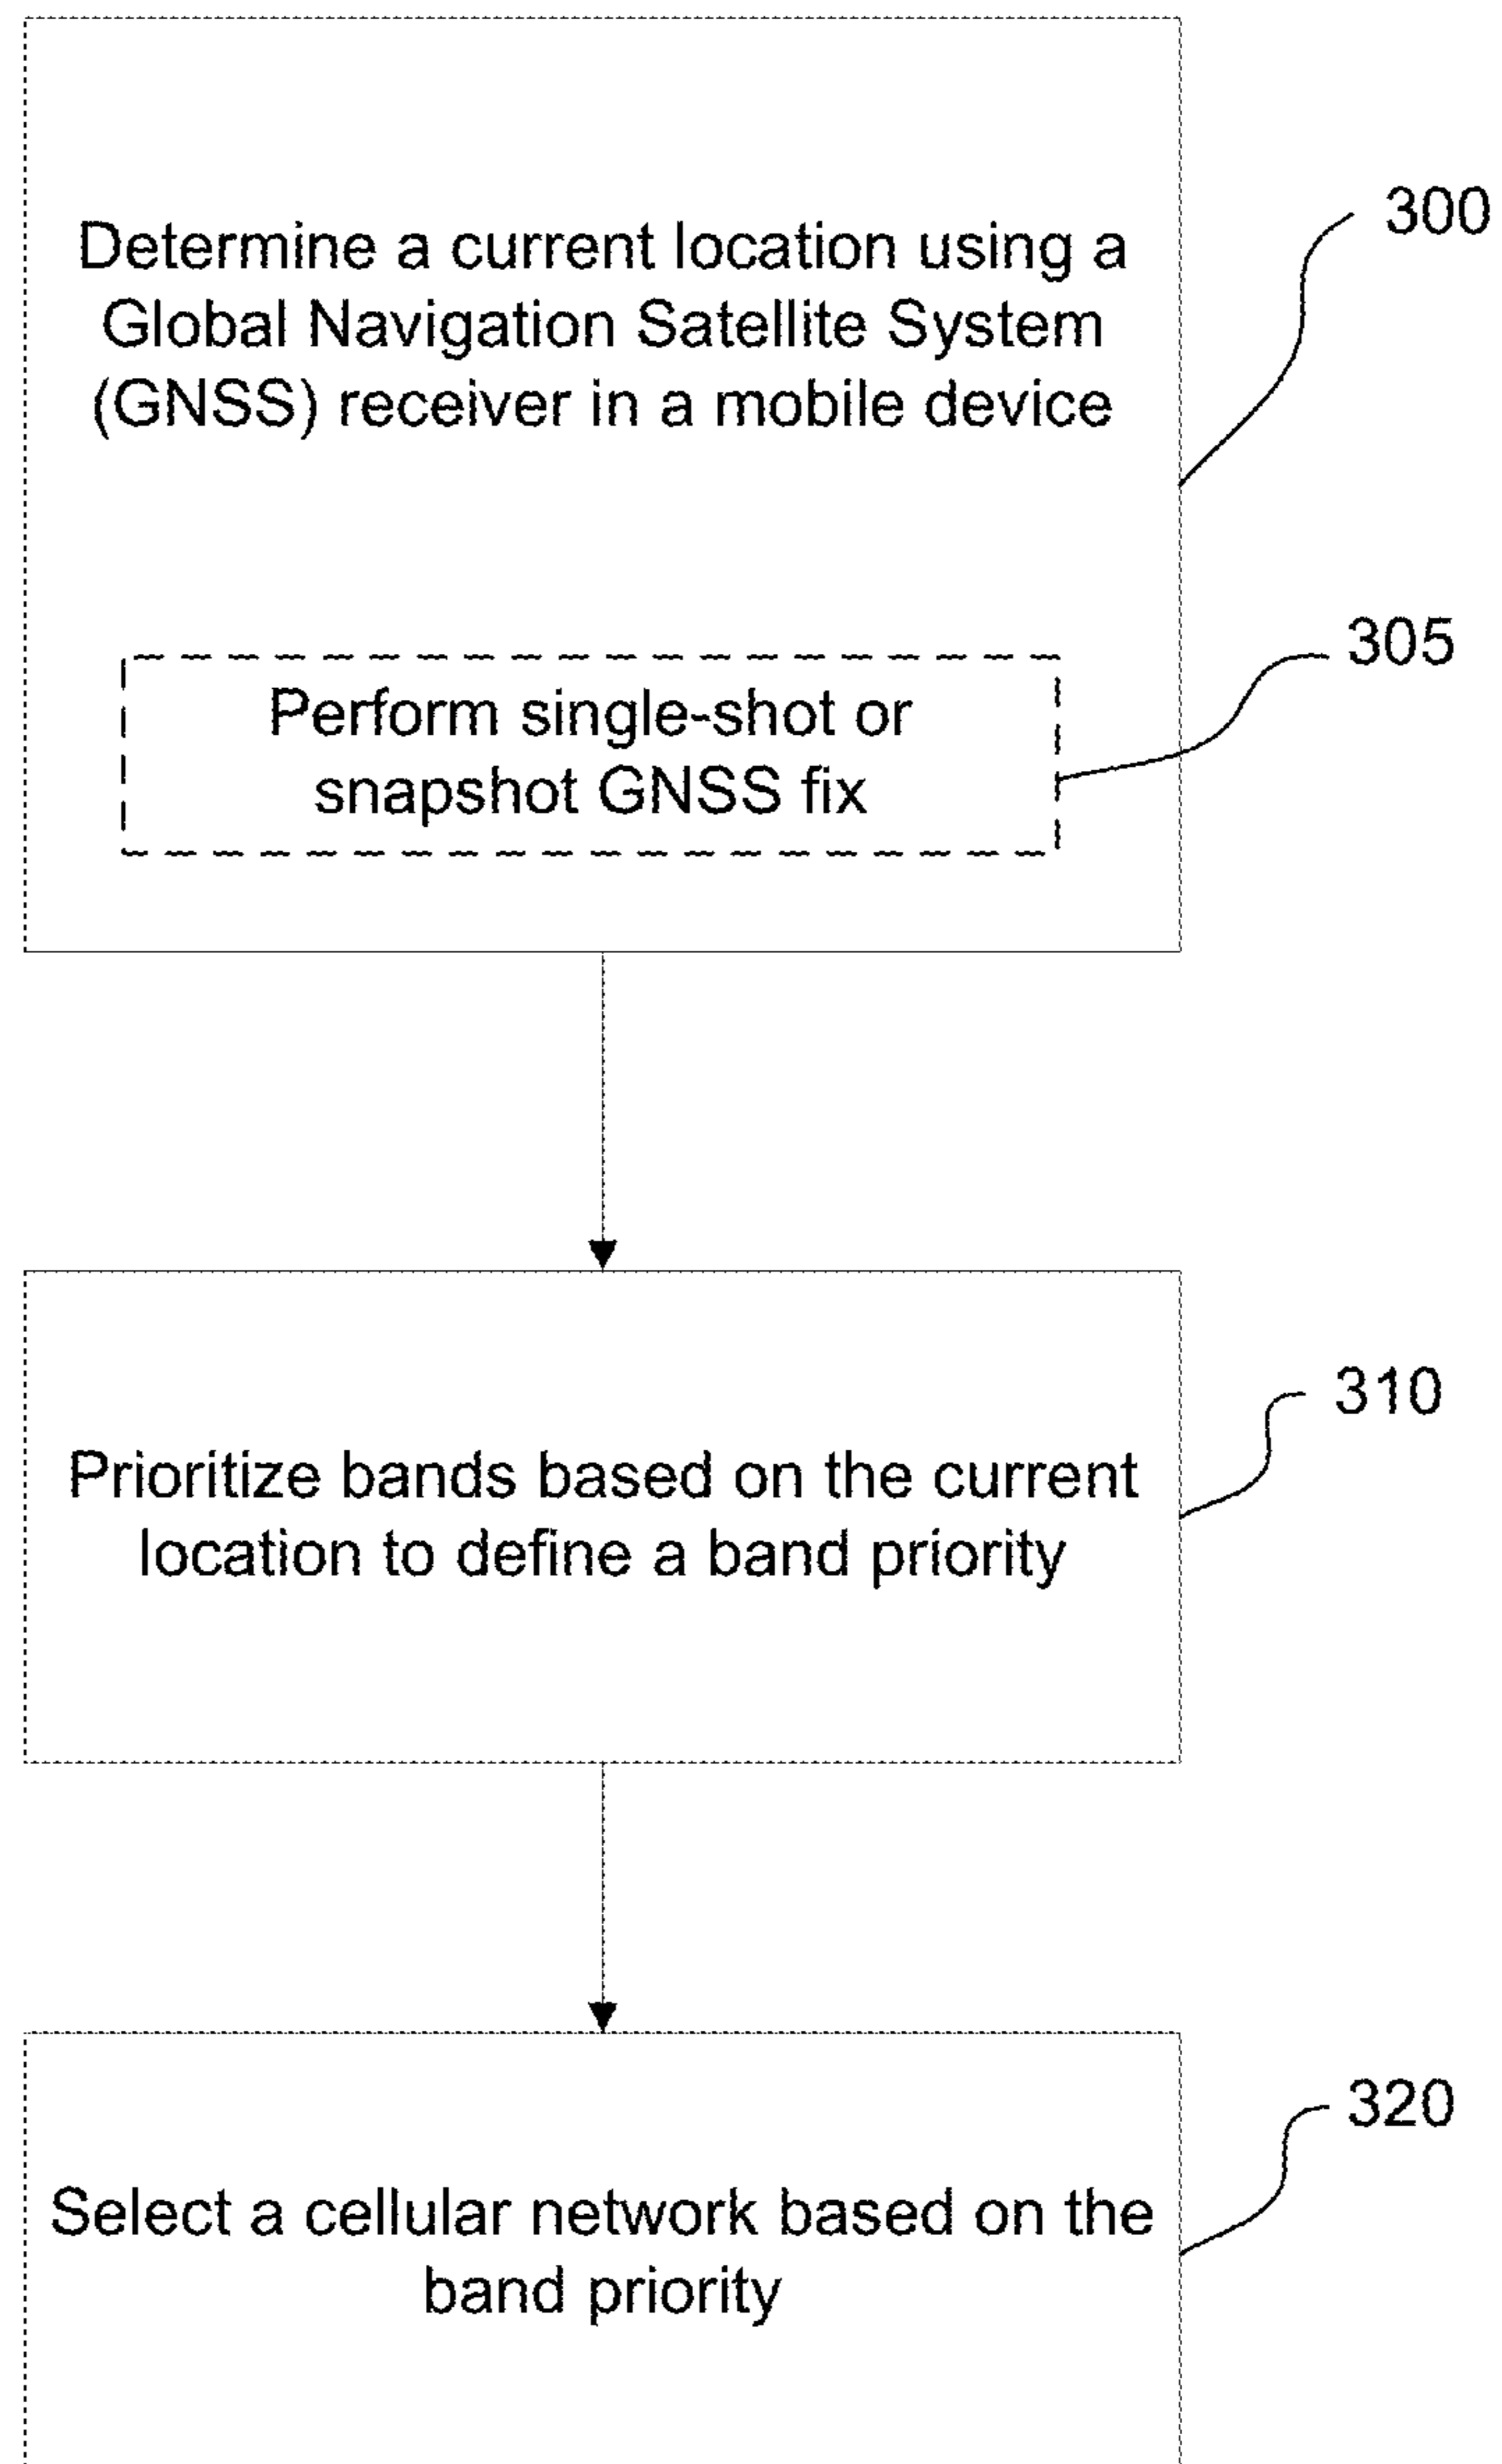 Determine a current location using a
Global Navigation Satellite System
(GNSS) receiver in a mobile device
300
Perform single-shot or
snapshot GNSS fix
305
Prioritize bands based on the current
location to define a band priority
310
Select a cellular network based on the
band priority
320